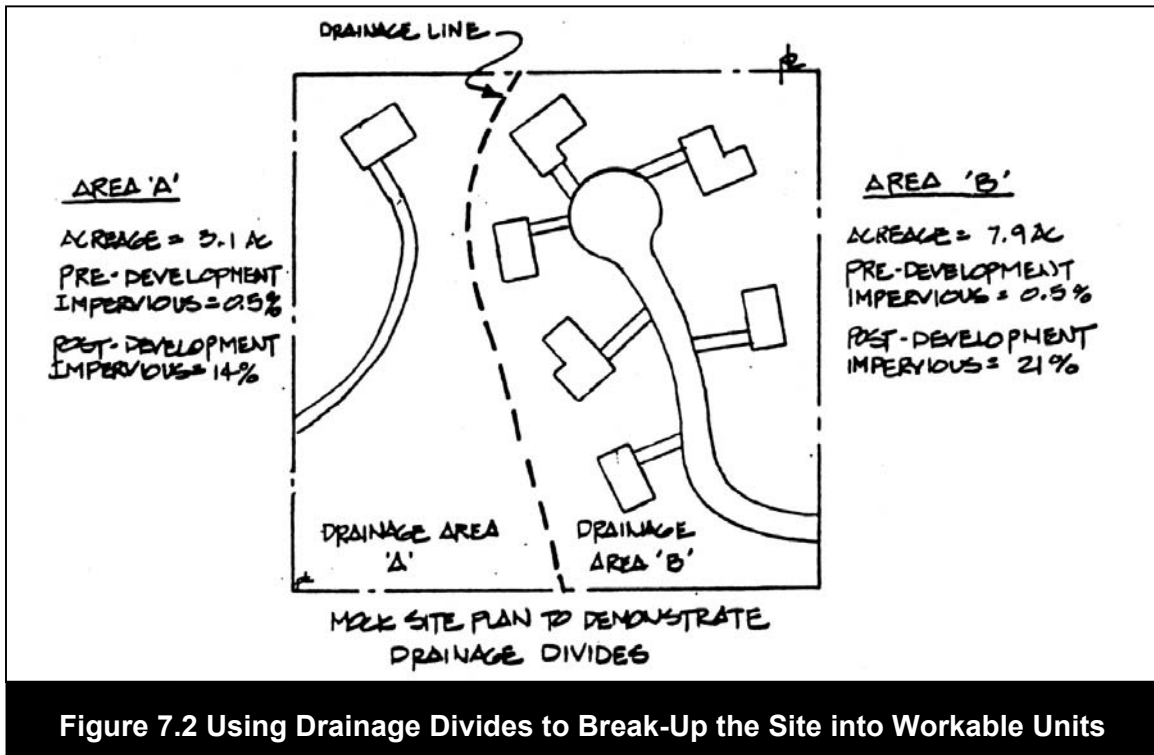 DRAINAGE LINE
AREA 'A'
ACREAGE = 3.1 AC
PRE-DEVELOPMENT
IMPERVIOUS = 0.5%
POST-DEVELOPMENT
IMPERVIOUS = 14%
AREA 'B'
ACREAGE = 7.9 AC
PRE-DEVELOPMENT
IMPERVIOUS = 0.5%
POST-DEVELOPMENT
IMPERVIOUS = 21%
DRAINAGE AREA
'A'
DRAINAGE
AREA 'B'
MOCK SITE PLAN TO DEMONSTRATE
DRAINAGE DIVIDES
Figure 7.2 Using Drainage Divides to Break-Up the Site into Workable Units